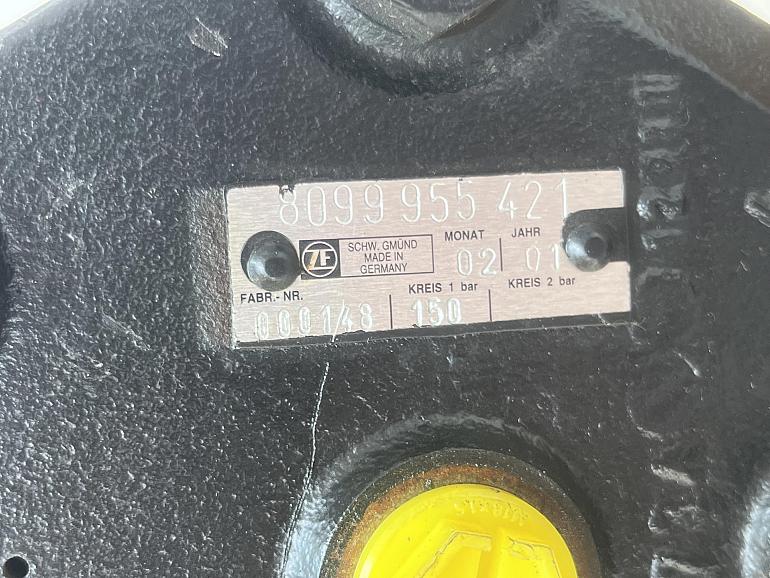 8099 955 421
ZF SCHW. GMÜND
MADE IN
GERMANY
MONAT
02
JAHR
01
FABR.- NR.
000148
KREIS 1 bar
150
KREIS 2 bar